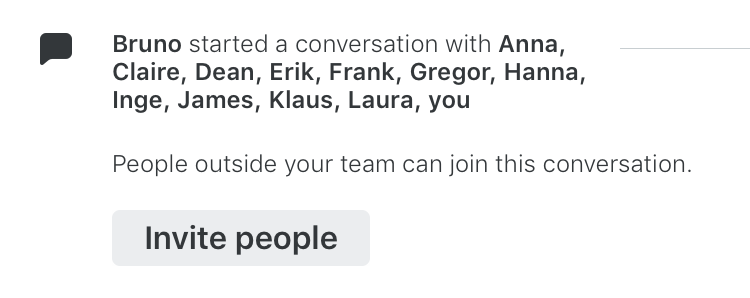 Bruno started a conversation with Anna,
Claire, Dean, Erik, Frank, Gregor, Hanna,
Inge, James, Klaus, Laura, you
People outside your team can join this conversation.
Invite people